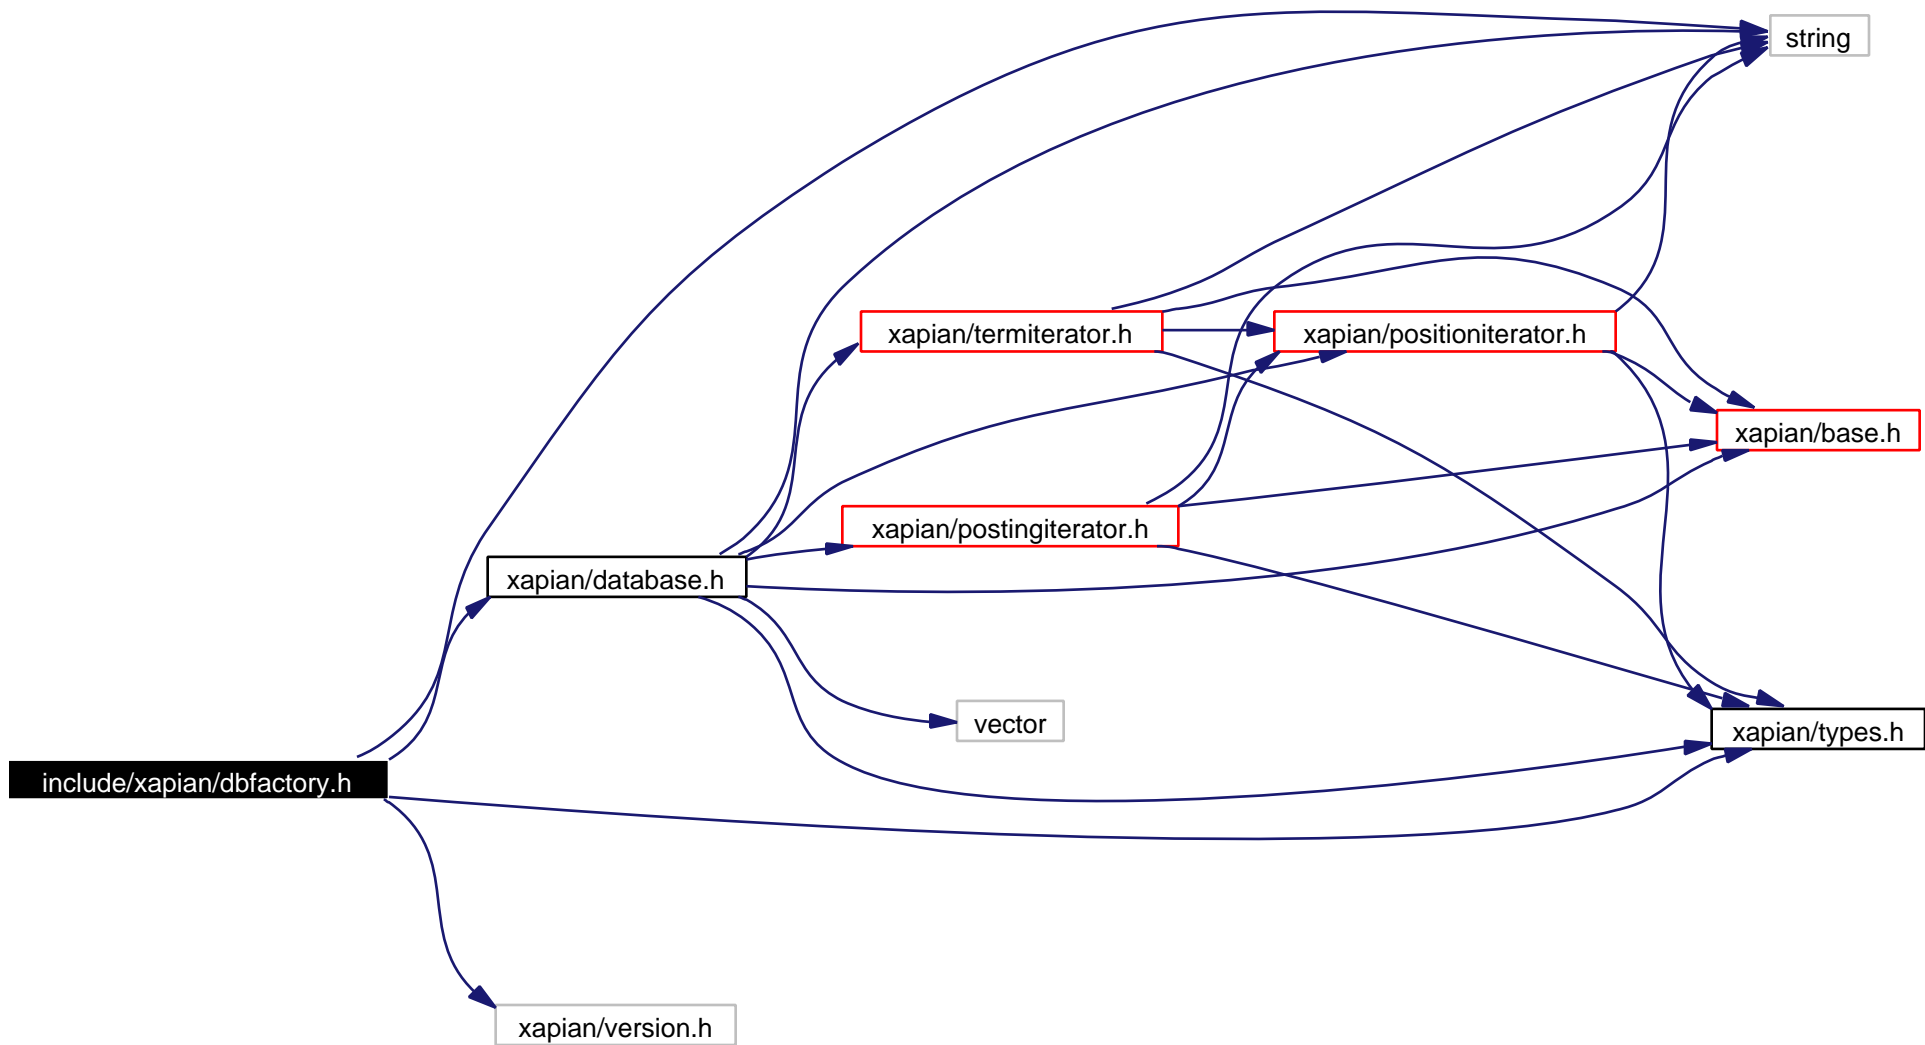 string
xapian/termiterator.h
xapian/positioniterator.h
xapian/base.h
xapian/postingiterator.h
xapian/database.h
vector
xapian/types.h
include/xapian/dbfactory.h
xapian/version.h